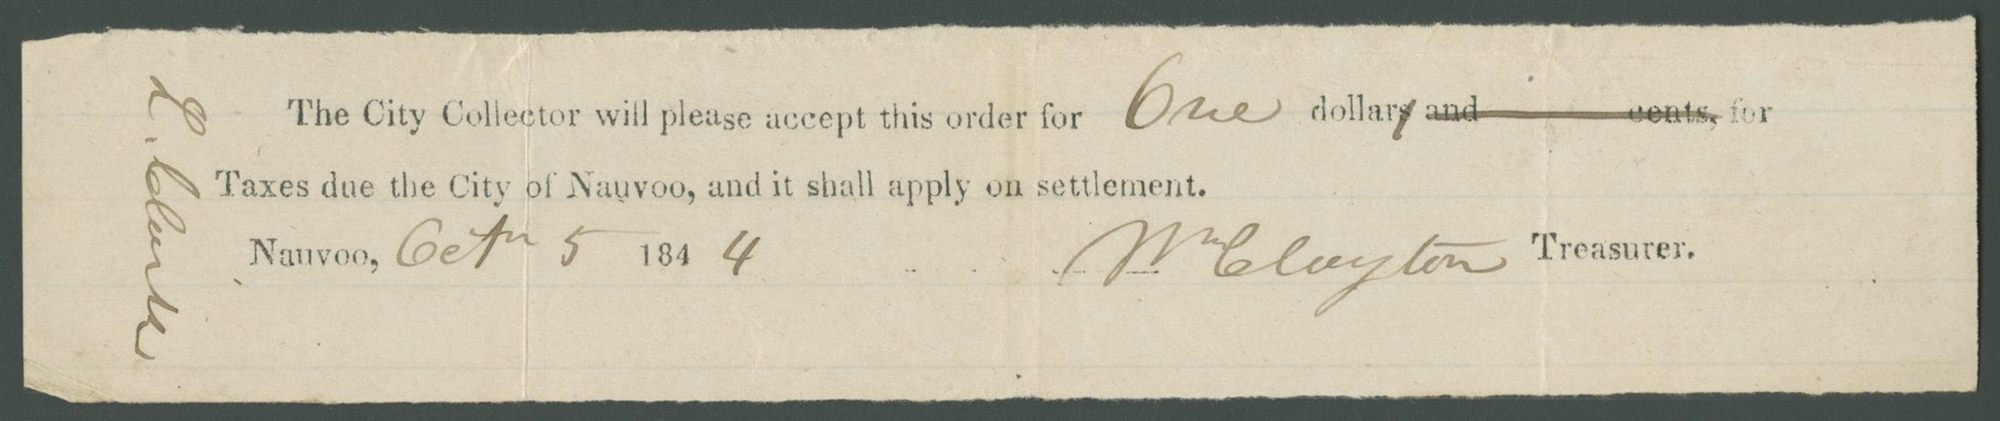 The City Collector will please accept this order for One dollars and cents, for
Taxes due the City of Nauvoo, and it shall apply on settlement.
Nauvoo, Octr 5 1844 Wm Clayton Treasurer.
L. Clark